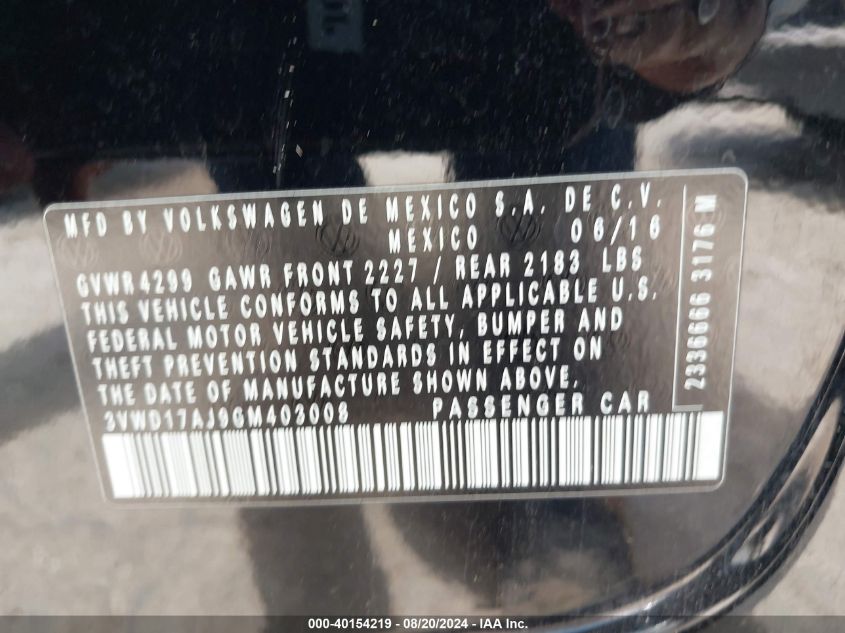 MFD BY VOLKSWAGEN DE MEXICO S.A. DE C.V.
MEXICO 06/16
GVWR 4299 GAWR FRONT 2227 / REAR 2183 LBS
THIS VEHICLE CONFORMS TO ALL APPLICABLE U.S.
FEDERAL MOTOR VEHICLE SAFETY, BUMPER AND
THEFT PREVENTION STANDARDS IN EFFECT ON
THE DATE OF MANUFACTURE SHOWN ABOVE.
3VWD17AJ9GM403008 PASSENGER CAR
2336666 3176 M
000-40154219 - 08/20/2024 - IAA Inc.